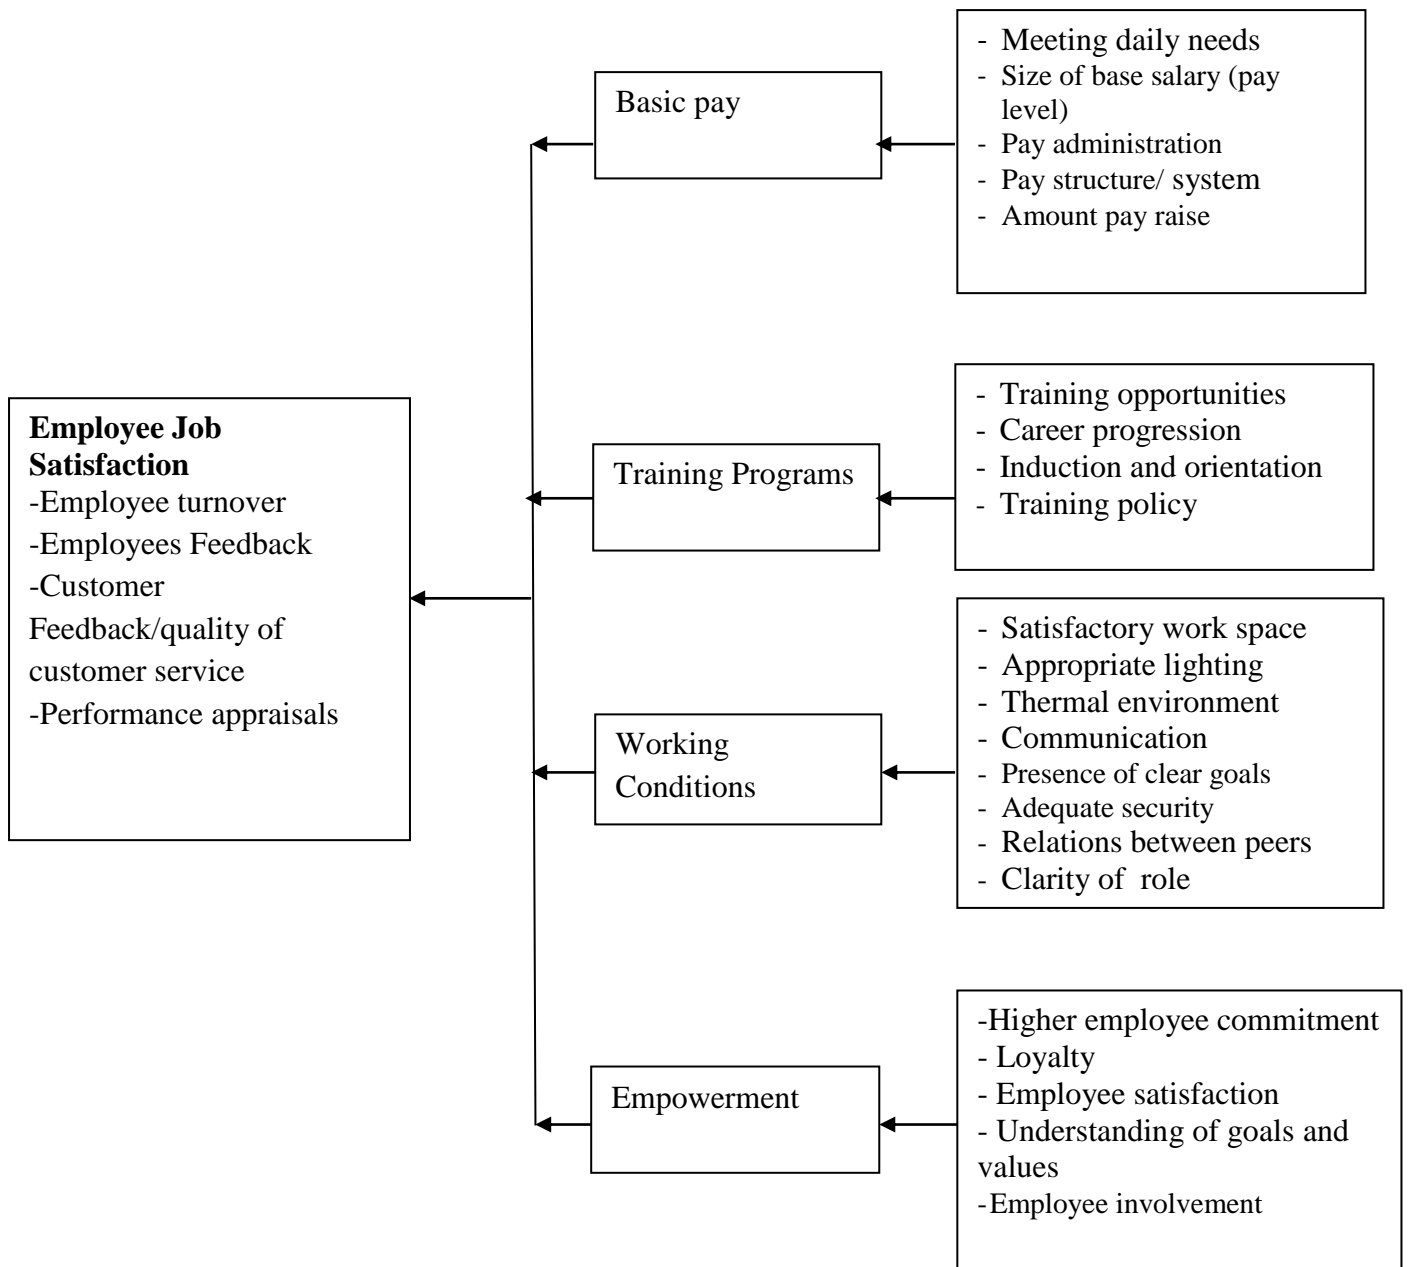 - Meeting daily needs
- Size of base salary (pay
level)
- Pay administration
- Pay structure/ system
- Amount pay raise
Basic pay
- Training opportunities
- Career progression
- Induction and orientation
- Training policy
Training Programs
Employee Job
Satisfaction
-Employee turnover
-Employees Feedback
-Customer
Feedback/quality of
customer service
-Performance appraisals
- Satisfactory work space
- Appropriate lighting
- Thermal environment
- Communication
- Presence of clear goals
- Adequate security
- Relations between peers
- Clarity of  role
Working
Conditions
-Higher employee commitment
- Loyalty
- Employee satisfaction
- Understanding of goals and
values
-Employee involvement
Empowerment